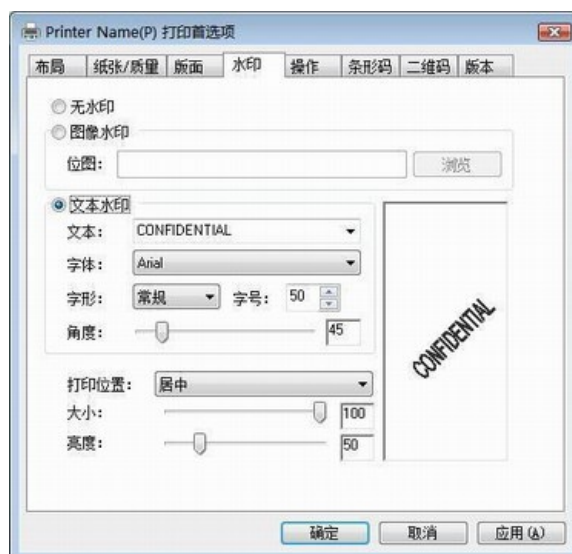 Printer Name(P) 打印首选项
布局 纸张/质量 版面 水印 操作 条形码 二维码 版本
无水印
图像水印
位图: 浏览
文本水印
文本: CONFIDENTIAL
字体: Arial
字形: 常规 字号: 50
角度: 45
CONFIDENTIAL
打印位置: 居中
大小: 100
亮度: 50
确定 取消 应用(A)